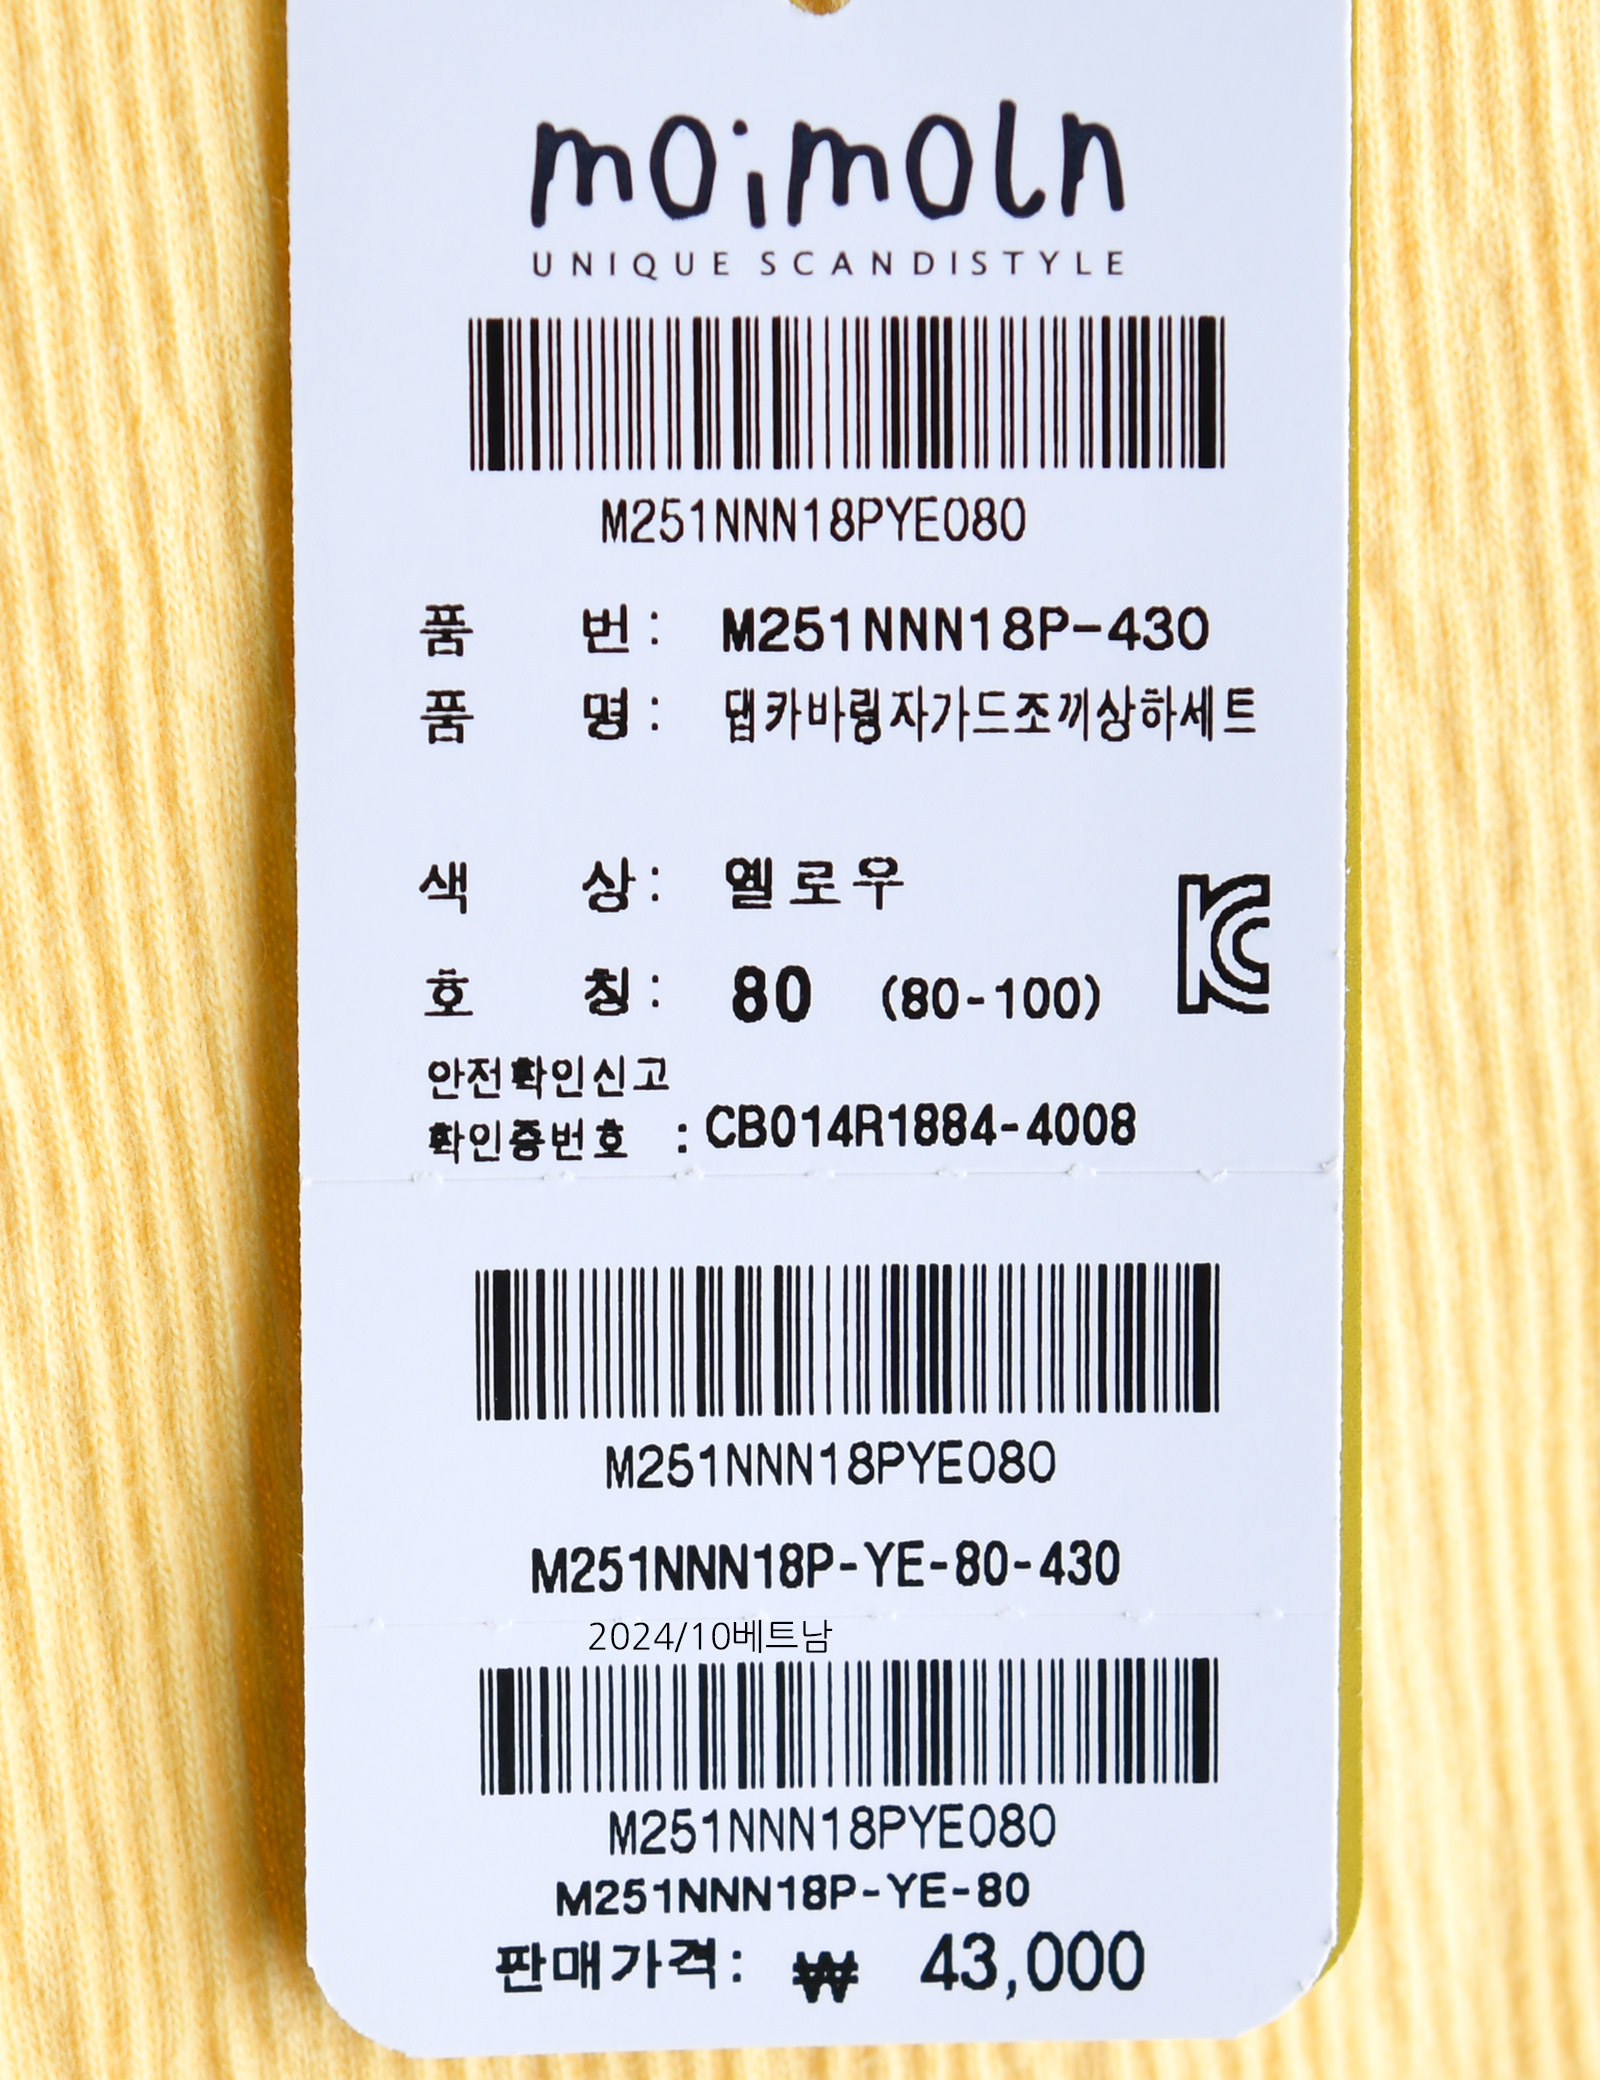 moimoln
UNIQUE SCANDISTYLE
M251NNN18PYE080
품 번: M251NNN18P-430
품 명: 댑카바링자가드조끼상하세트
색 상: 옐로우
호 칭: 80 (80-100)
안전확인신고
확인증번호 : CB014R1884-4008
M251NNN18PYE080
M251NNN18P-YE-80-430
2024/10베트남
M251NNN18PYE080
M251NNN18P-YE-80
판매가격: ₩ 43,000